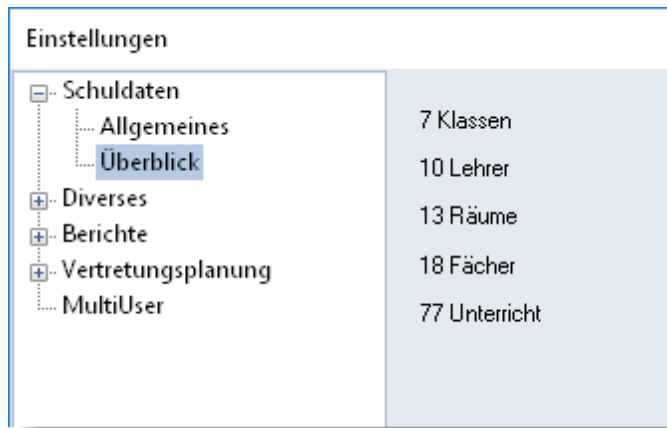 Einstellungen
Schuldaten
Allgemeines
Überblick
Diverses
Berichte
Vertretungsplanung
MultiUser
7 Klassen
10 Lehrer
13 Räume
18 Fächer
77 Unterricht